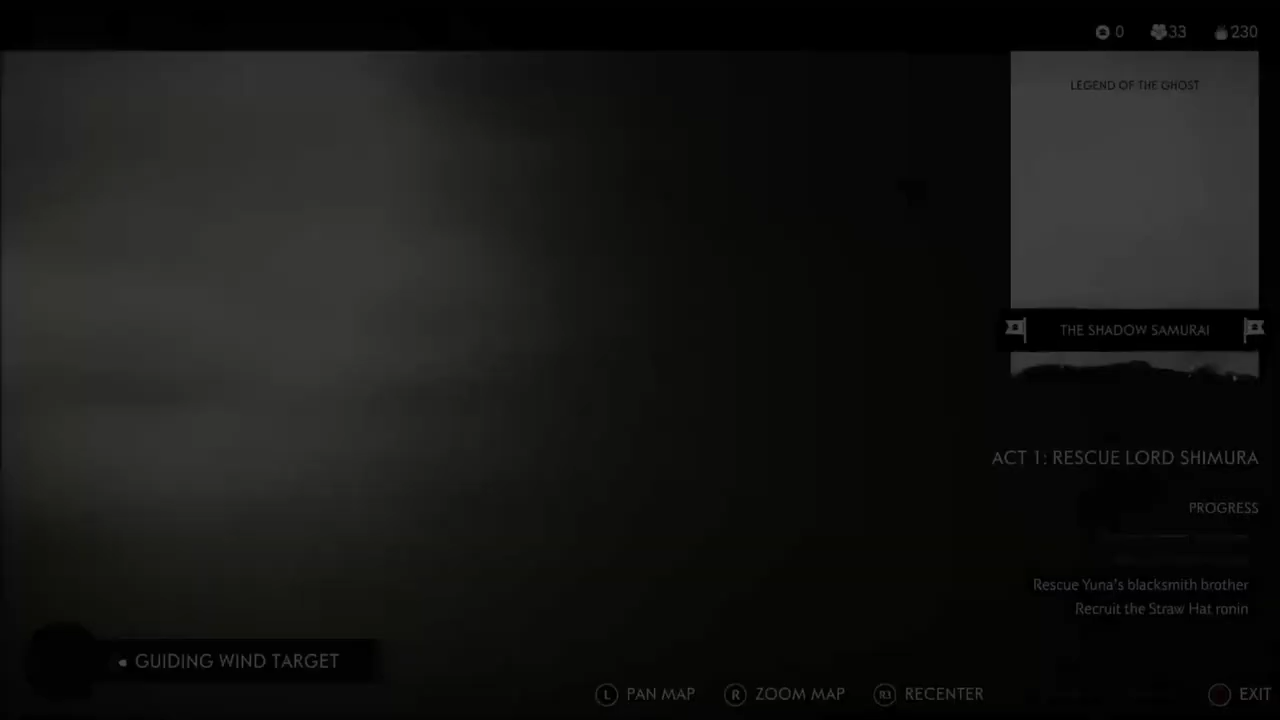 0 33 230
LEGEND OF THE GHOST
THE SHADOW SAMURAI
ACT 1: RESCUE LORD SHIMURA
PROGRESS
Rescue Yuna's blacksmith brother
Recruit the Straw Hat ronin
GUIDING WIND TARGET
L PAN MAP R ZOOM MAP R3 RECENTER EXIT